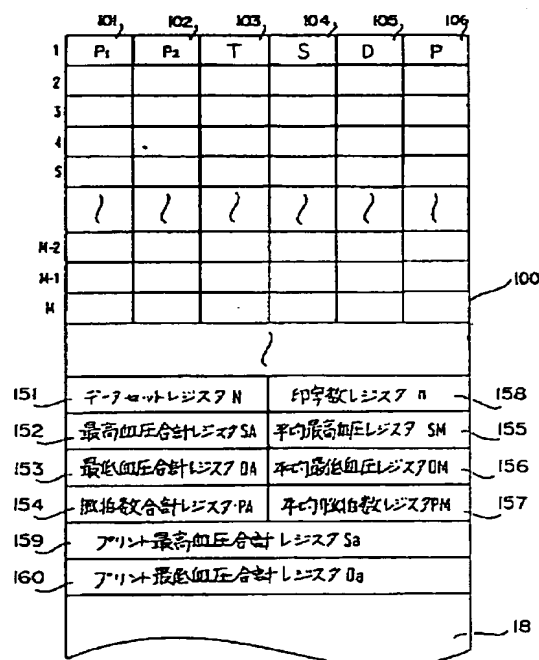 101 102 103 104 105 106
1 P1 P2 T S D P
2
3
4
5
M-2
M-1
M
100
151 データセットレジスタ N 印字数レジスタ n 158
152 最高血圧合計レジスタ SA 平均最高血圧レジスタ SM 155
153 最低血圧合計レジスタ DA 平均最低血圧レジスタ DM 156
154 脈拍数合計レジスタ PA 平均脈拍数レジスタ PM 157
159 プリント最高血圧合計レジスタ Sa
160 プリント最低血圧合計レジスタ Da
18